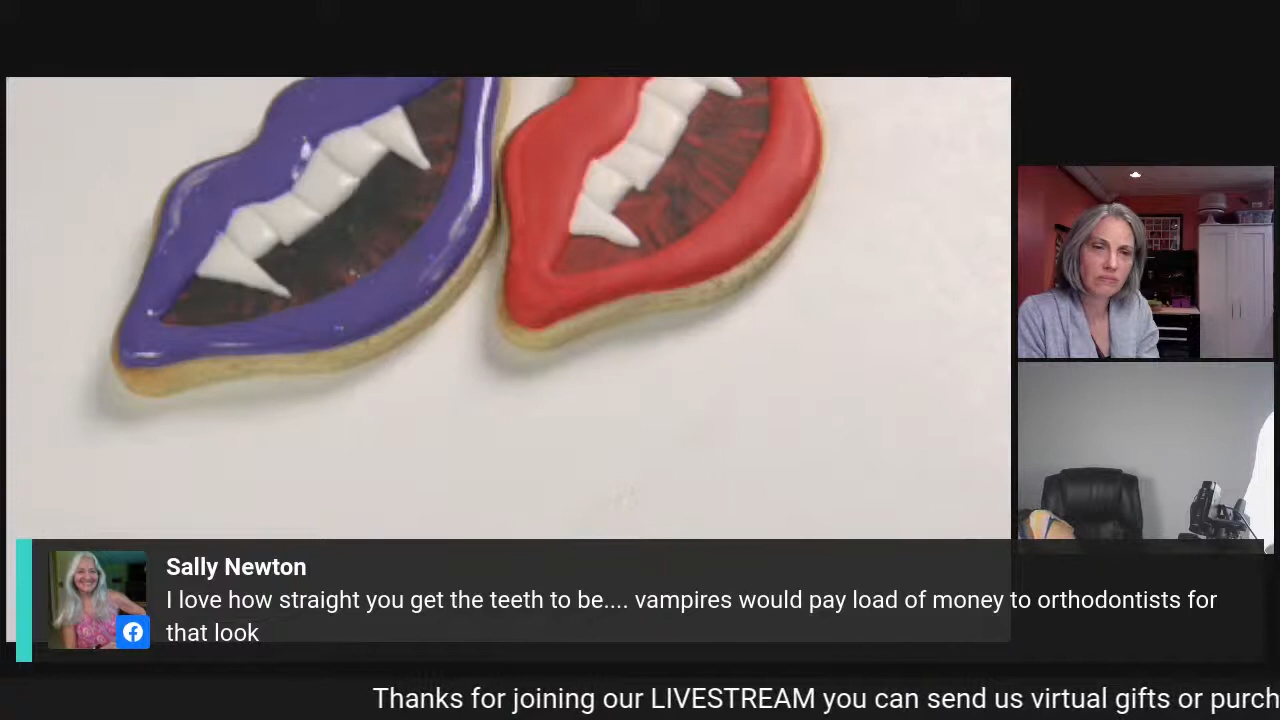 Sally Newton
I love how straight you get the teeth to be.... vampires would pay load of money to orthodontists for
that look
Thanks for joining our LIVESTREAM you can send us virtual gifts or purch